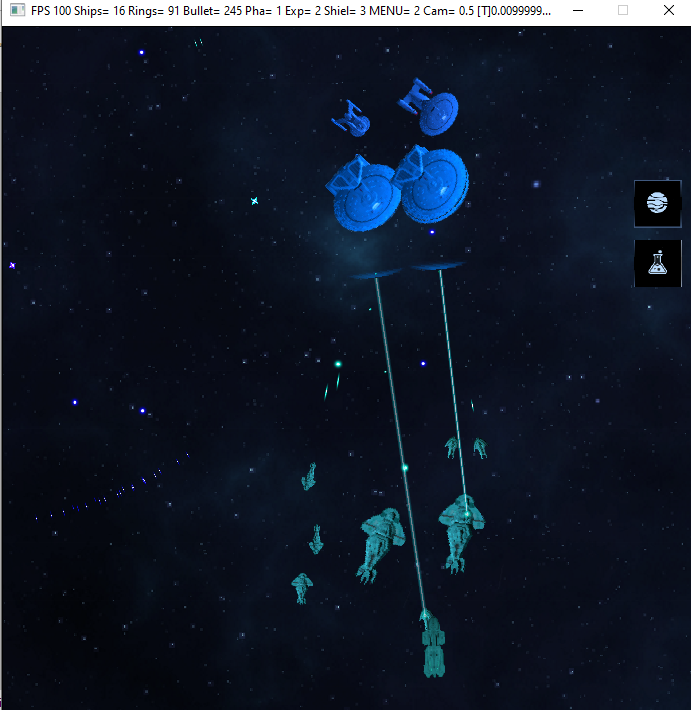 FPS 100 Ships= 16 Rings= 91 Bullet= 245 Pha= 1 Exp= 2 Shiel= 3 MENU= 2 Cam= 0.5 [T]0.0099999...